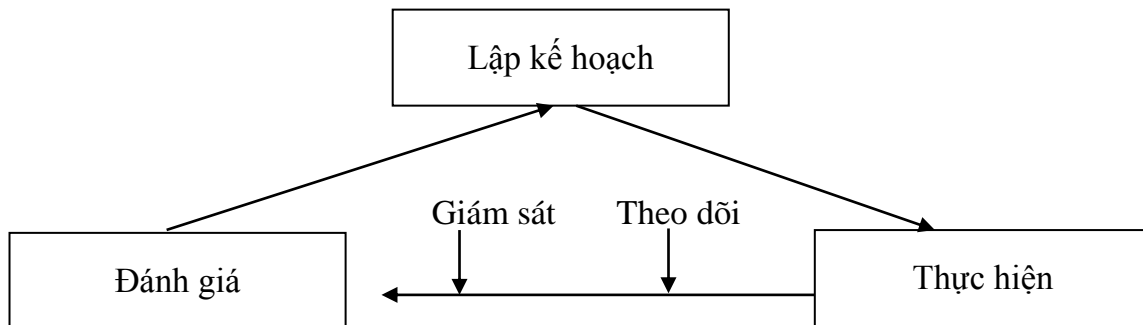 Lập kế hoạch
Giám sát
Theo dõi
Đánh giá
Thực hiện